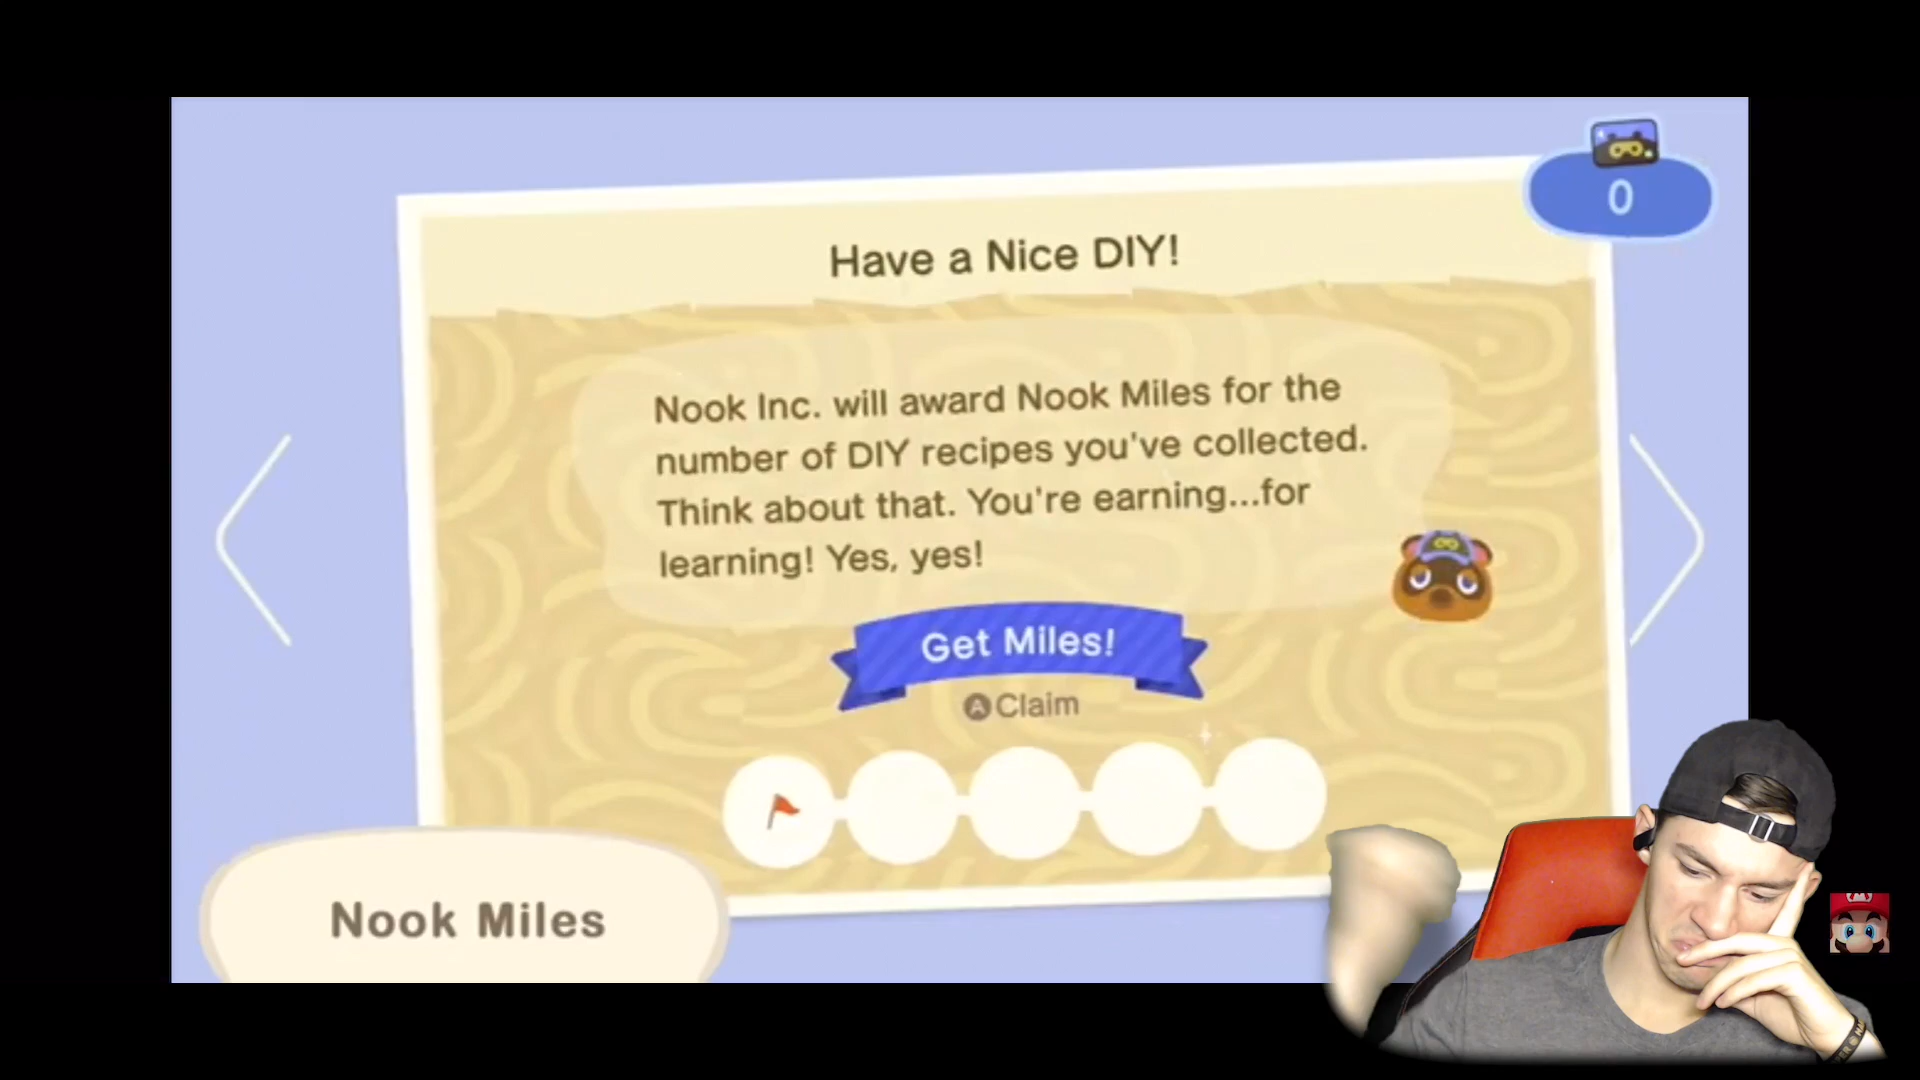 0
Have a Nice DIY!
Nook Inc. will award Nook Miles for the
number of DIY recipes you've collected.
Think about that. You're earning...for
learning! Yes, yes!
Get Miles!
A Claim
Nook Miles
M